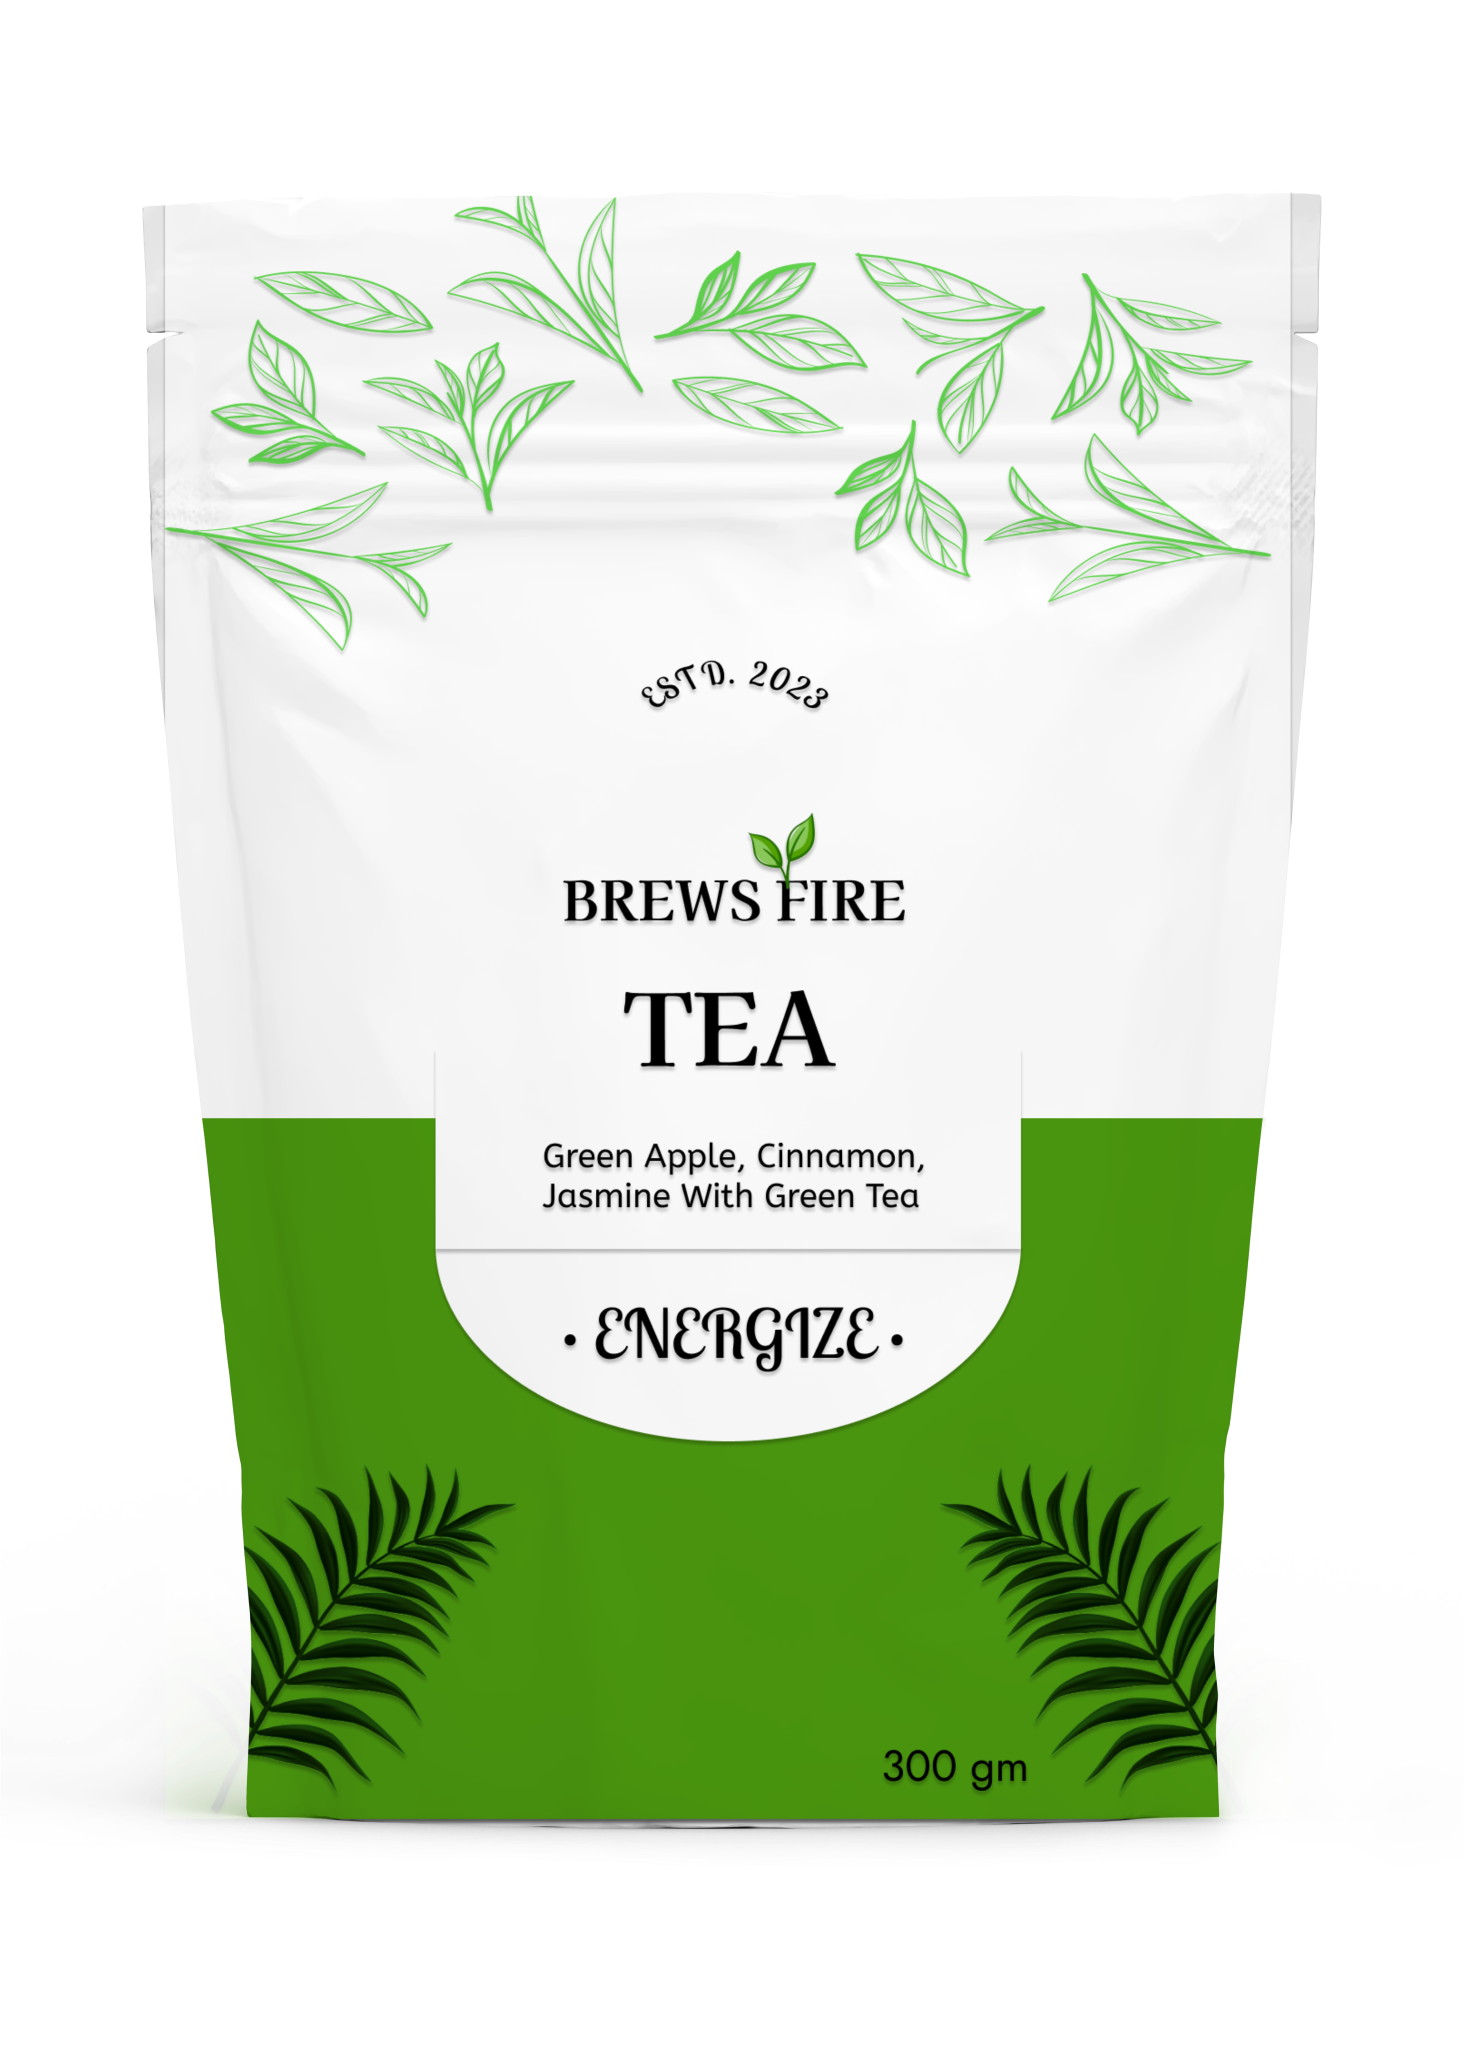 ESTD. 2023
BREWS FIRE
TEA
Green Apple, Cinnamon,
Jasmine With Green Tea
• ENERGIZE •
300 gm